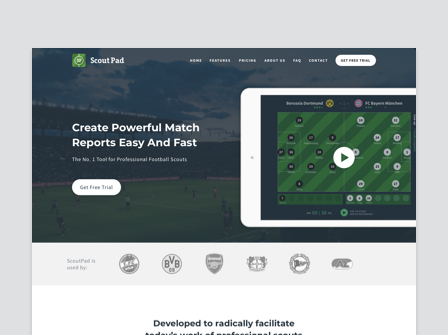 Scout Pad
HOME FEATURES PRICING ABOUT US FAQ CONTACT GET FREE TRIAL
Borussia Dortmund FC Bayern München
Create Powerful Match
Reports Easy And Fast
The No. 1 Tool for Professional Football Scouts
Get Free Trial
ScoutPad is
used by:
BVB
09
Developed to radically facilitate
today's work of professional scouts